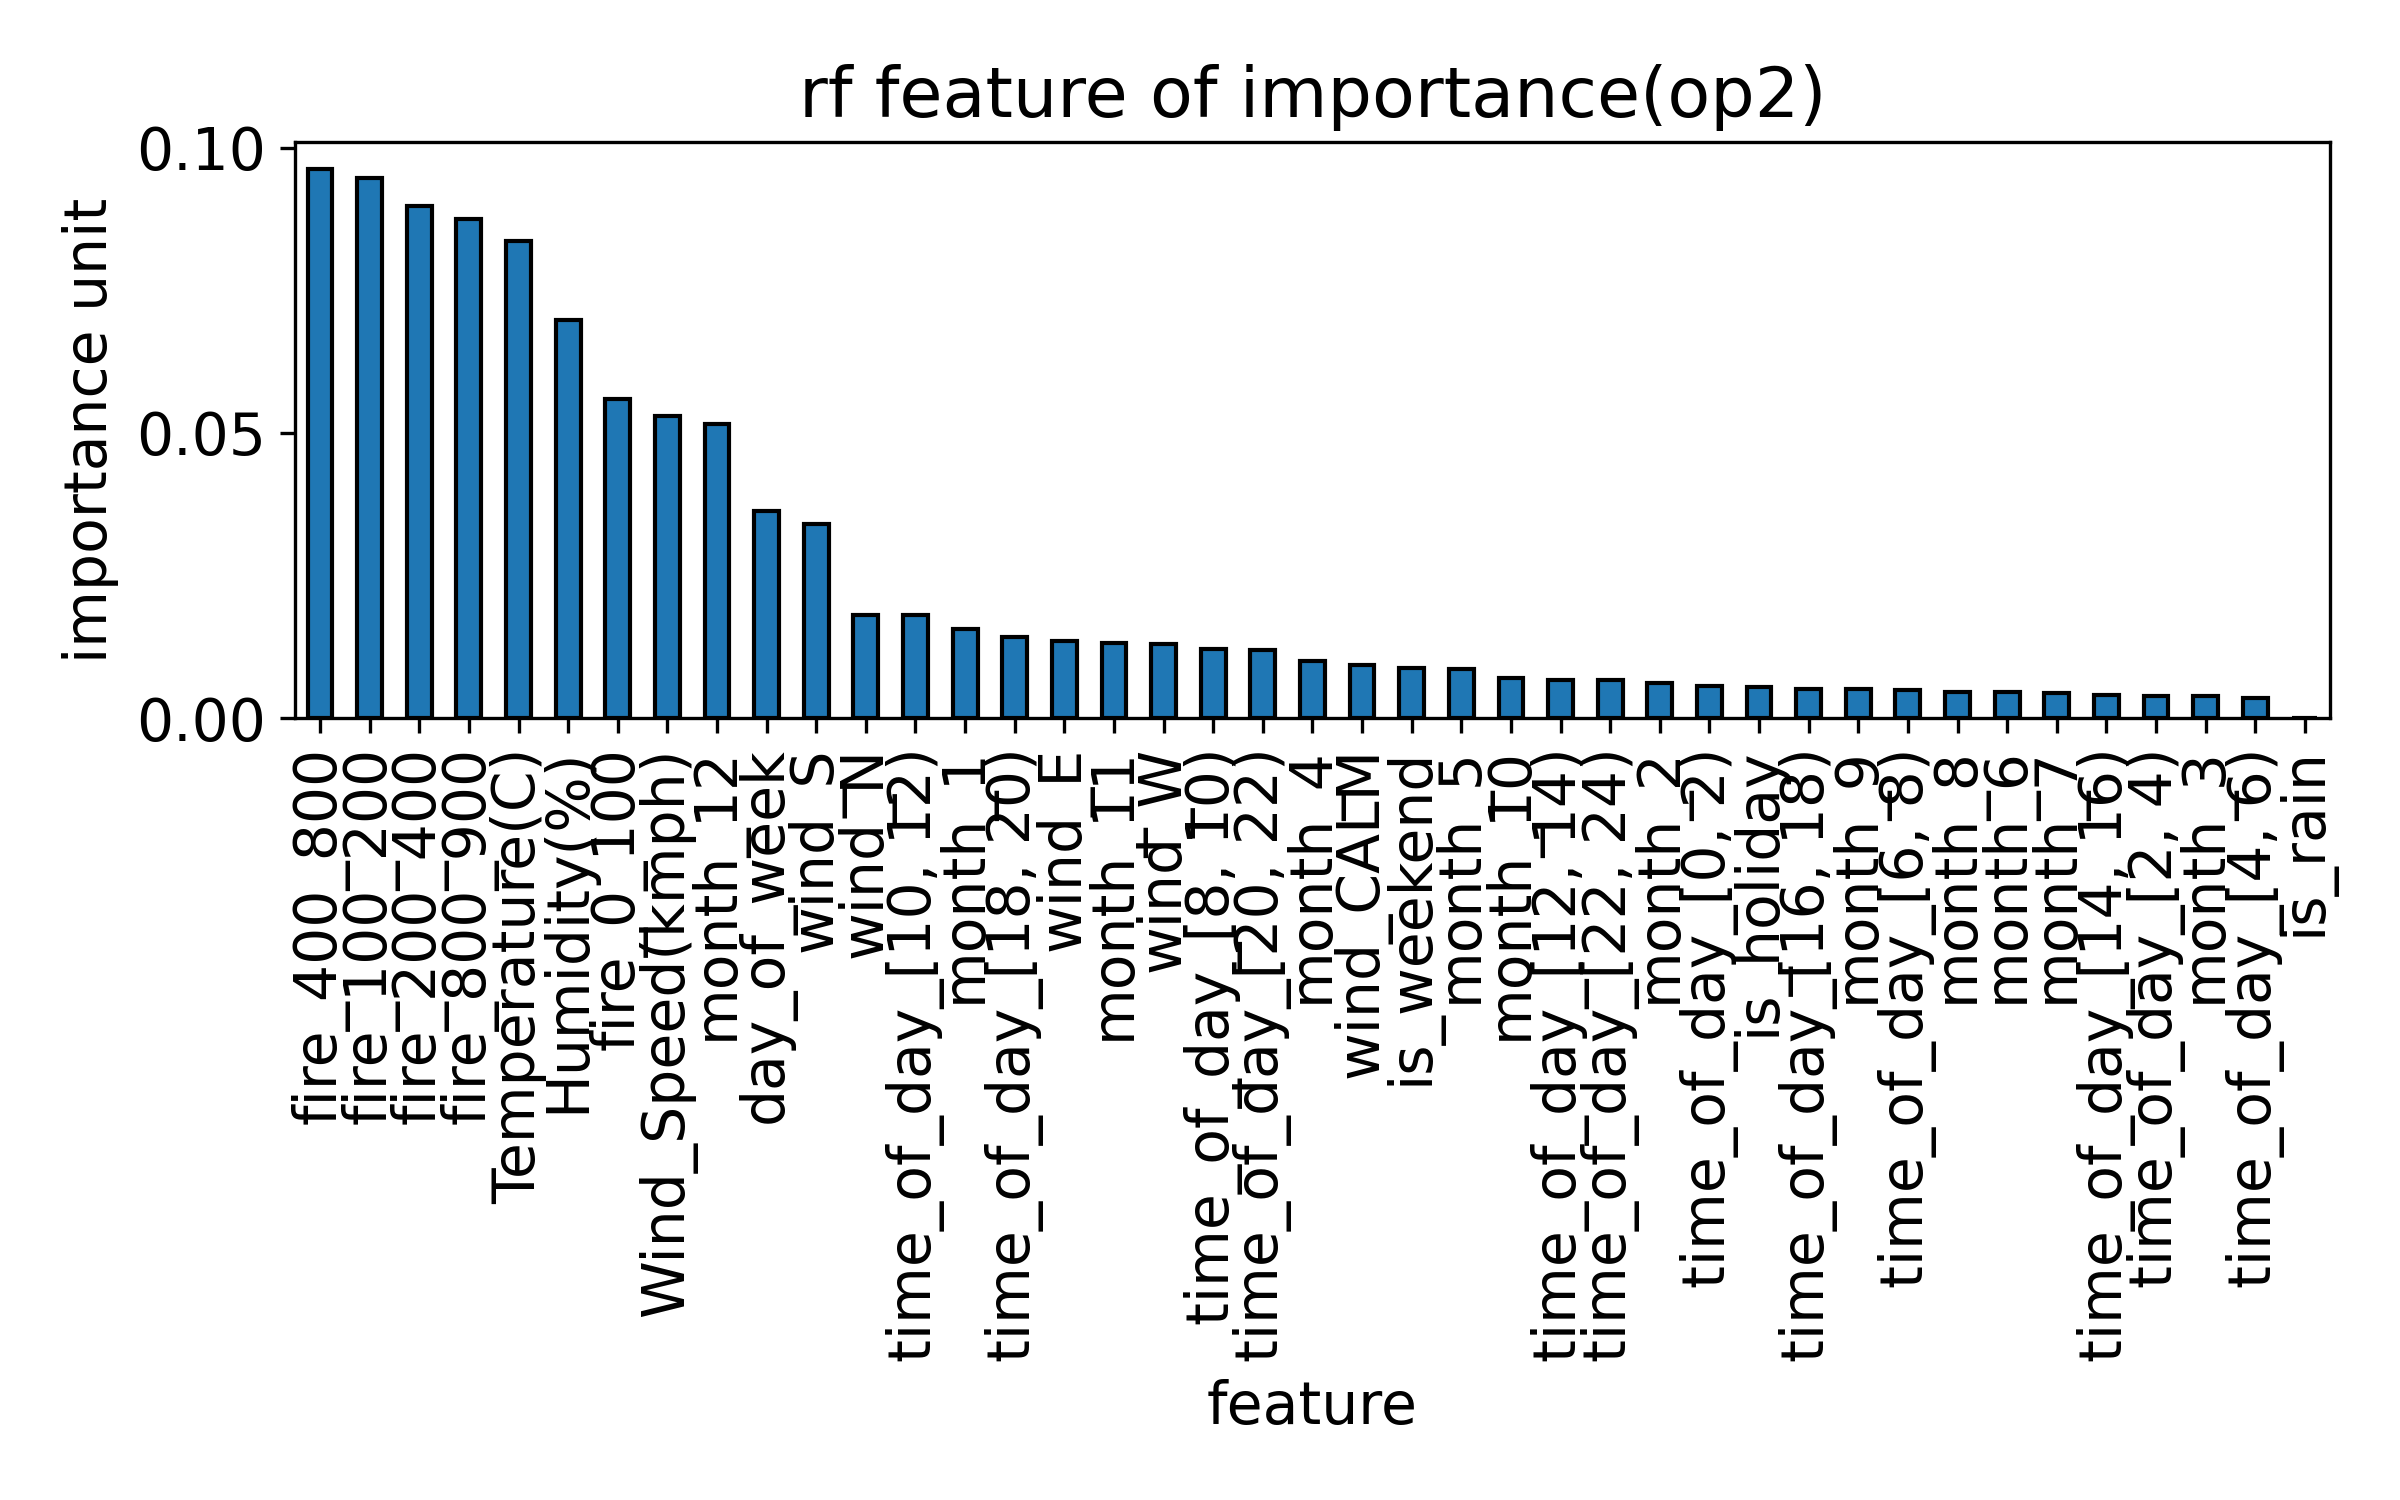 rf feature of importance(op2)
importance unit
0.10
0.05
0.00
fire_400_800
fire_100_200
fire_200_400
fire_800_900
Temperature(C)
Humidity(%)
fire_0_100
Wind_Speed(kmph)
month_12
day_of_week
wind_S
wind_N
time_of_day_[10,12)
month_1
time_of_day_[18,20)
wind_E
month_11
wind_W
time_of_day_[8,10)
time_of_day_[20,22)
month_4
wind_CALM
is_weekend
month_5
month_10
time_of_day_[12,14)
time_of_day_[22,24)
month_2
time_of_day_[0,2)
is_holiday
time_of_day_[16,18)
month_9
time_of_day_[6,8)
month_8
month_6
month_7
time_of_day_[14,16)
time_of_day_[2,4)
month_3
time_of_day_[4,6)
is_rain
feature